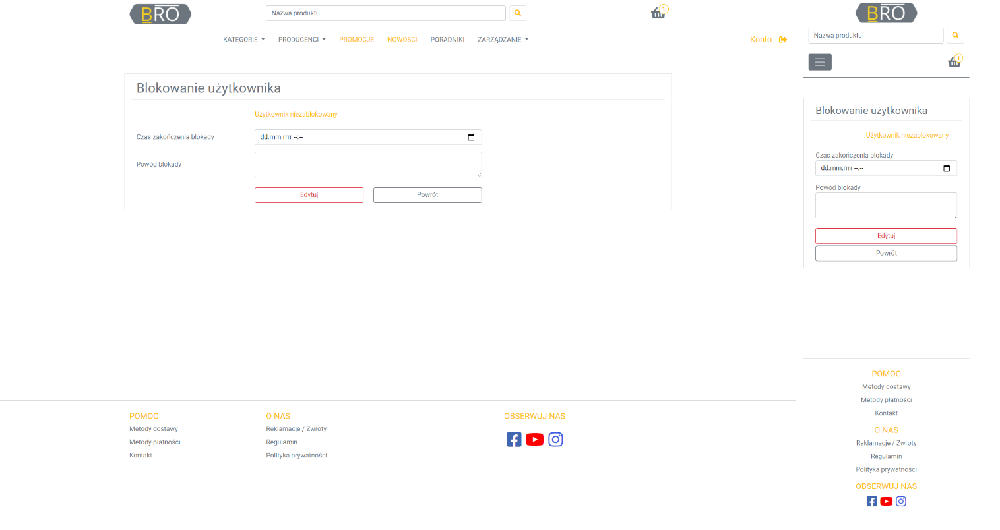 BRO
Nazwa produktu
1
KATEGORIE PRODUCENCI PROMOCJE NOWOŚCI PORADNIKI ZARZĄDZANIE
Konto
Blokowanie użytkownika
Użytkownik niezablokowany
Czas zakończenia blokady
dd.mm.rrrr --:--
Powód blokady
Edytuj Powrót
POMOC
Metody dostawy
Metody płatności
Kontakt
O NAS
Reklamacje / Zwroty
Regulamin
Polityka prywatności
OBSERWUJ NAS
BRO
Nazwa produktu
1
Blokowanie użytkownika
Użytkownik niezablokowany
Czas zakończenia blokady
dd.mm.rrrr --:--
Powód blokady
Edytuj
Powrót
POMOC
Metody dostawy
Metody płatności
Kontakt
O NAS
Reklamacje / Zwroty
Regulamin
Polityka prywatności
OBSERWUJ NAS